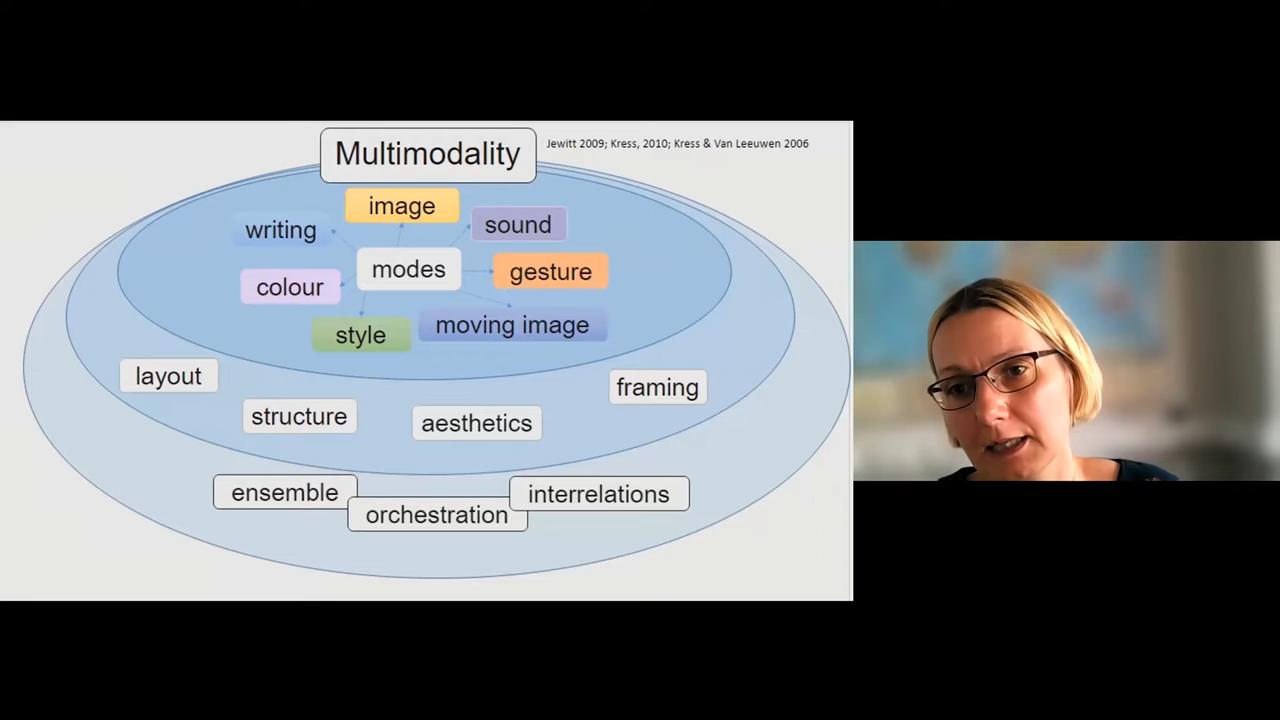 Multimodality
Jewitt 2009; Kress, 2010; Kress & Van Leeuwen 2006
image
writing
sound
modes
gesture
colour
style
moving image
layout
framing
structure
aesthetics
ensemble
orchestration
interrelations